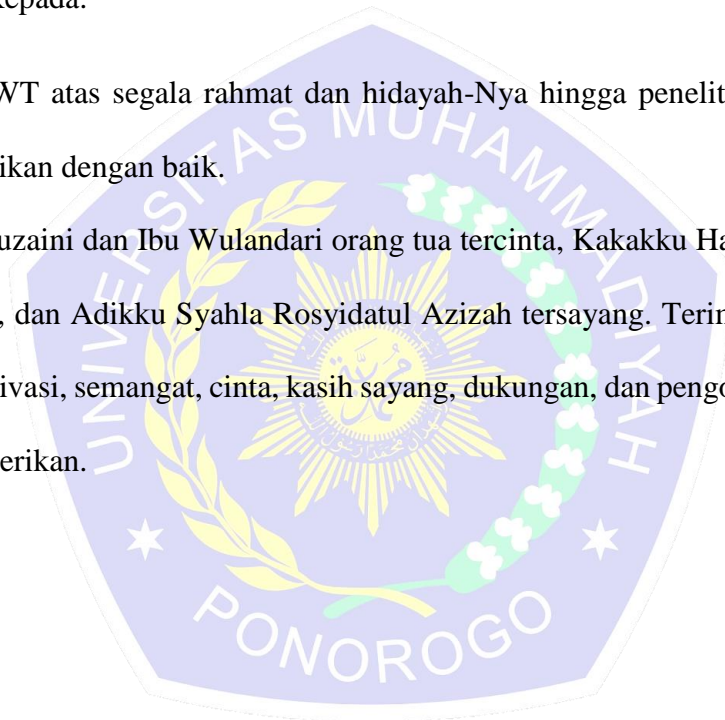 kepada:
WT atas segala rahmat dan hidayah-Nya hingga penelit
ikan dengan baik.
uzaini dan Ibu Wulandari orang tua tercinta, Kakakku Ha
, dan Adikku Syahla Rosyidatul Azizah tersayang. Terin
ivasi, semangat, cinta, kasih sayang, dukungan, dan pengo
erikan.
UNIVERSITAS MUHAMMADIYAH
PONOROGO